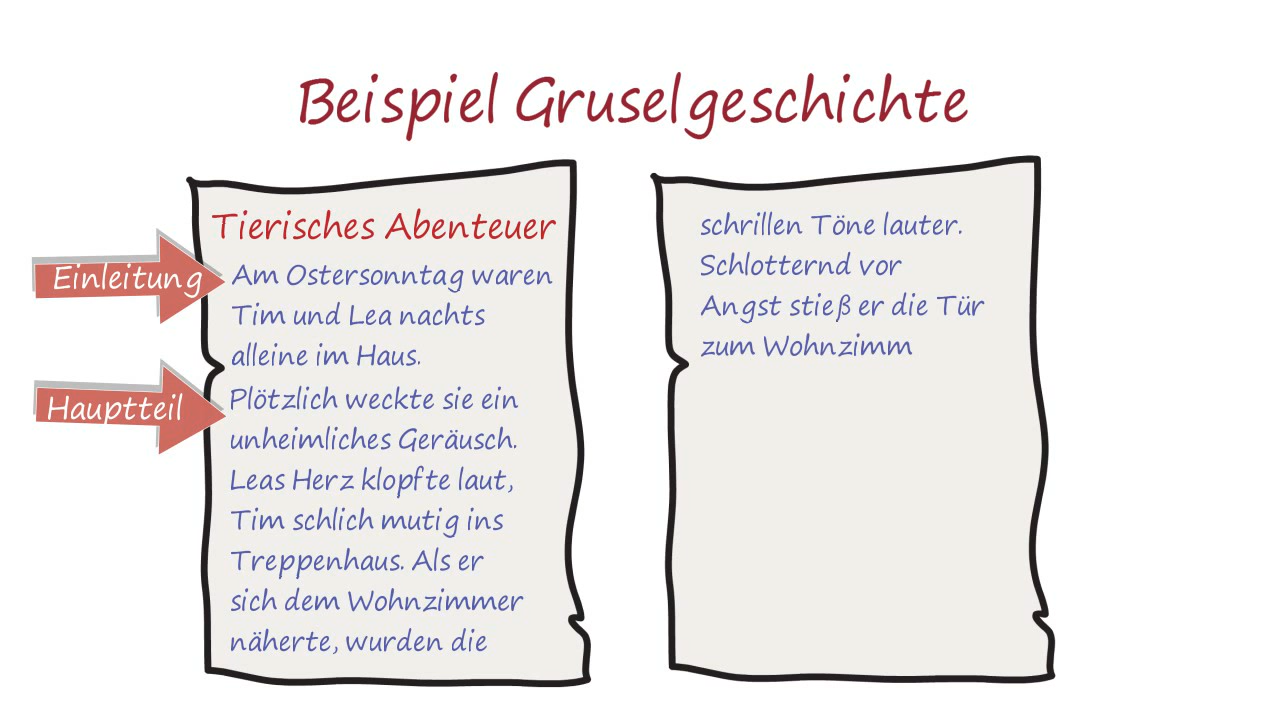 Beispiel Gruselgeschichte
Tierisches Abenteuer
Einleitung
Am Ostersonntag waren
Tim und Lea nachts
alleine im Haus.
Hauptteil
Plötzlich weckte sie ein
unheimliches Geräusch.
Leas Herz klopfte laut,
Tim schlich mutig ins
Treppenhaus. Als er
sich dem Wohnzimmer
näherte, wurden die
schrillen Töne lauter.
Schlotternd vor
Angst stieß er die Tür
zum Wohnzimm